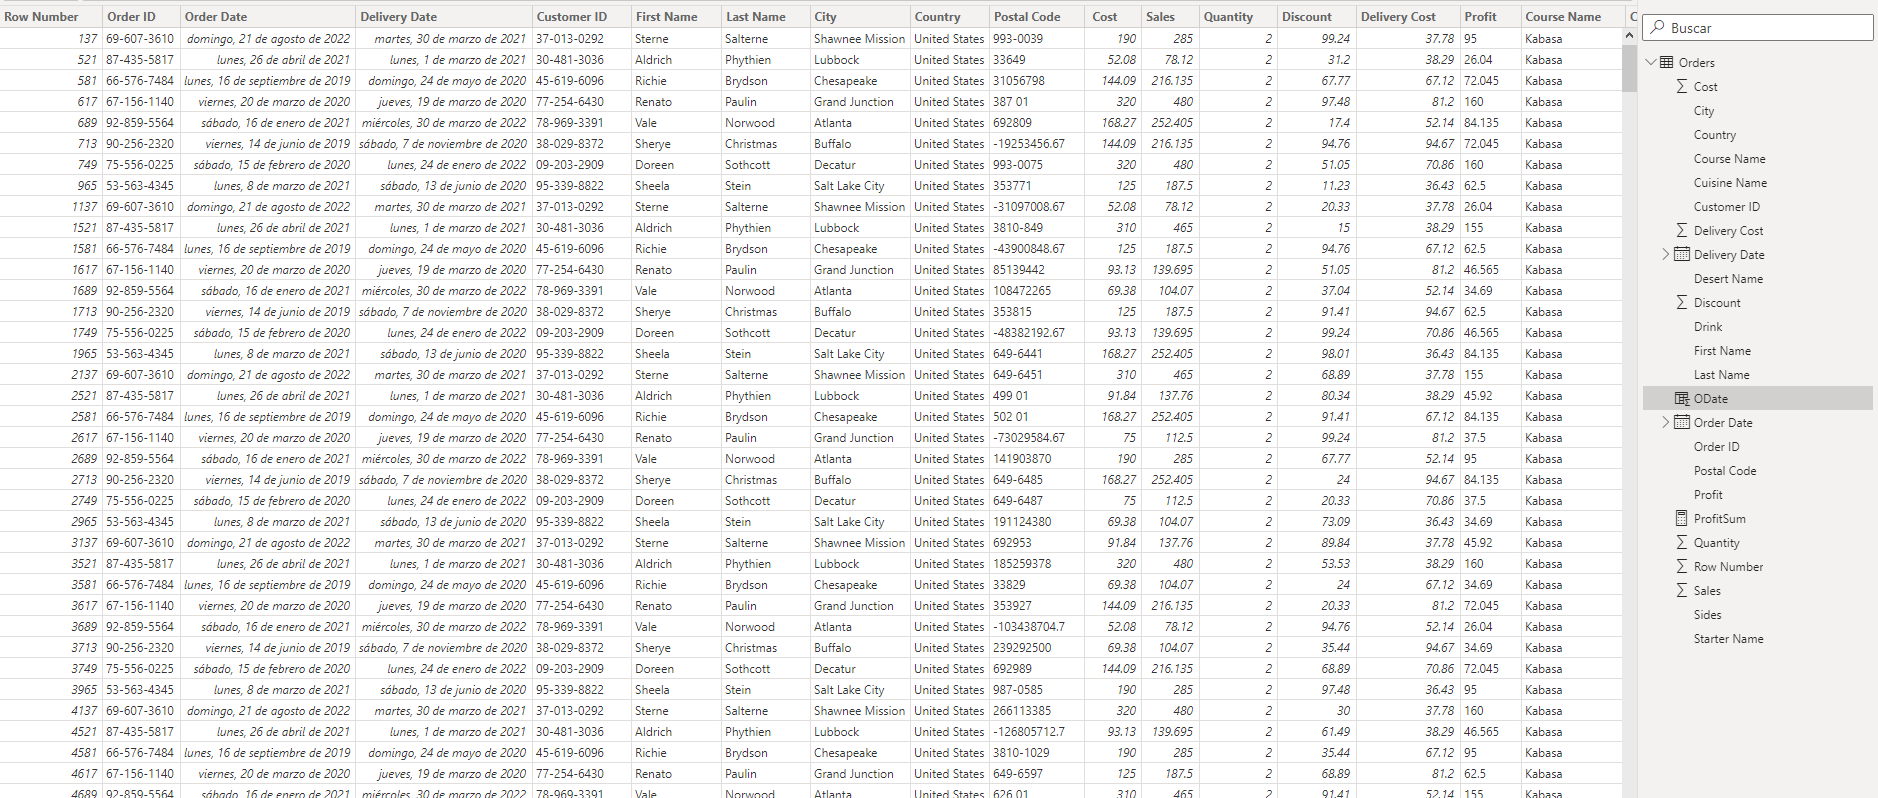 Row Number Order ID Order Date Delivery Date Customer ID First Name Last Name City Country Postal Code Cost Sales Quantity Discount Delivery Cost Profit Course Name
137 69-607-3610 domingo, 21 de agosto de 2022 martes, 30 de marzo de 2021 37-013-0292 Sterne Salterne Shawnee Mission United States 993-0039 190 285 2 99.24 37.78 95 Kabasa
521 87-435-5817 lunes, 26 de abril de 2021 lunes, 1 de marzo de 2021 30-481-3036 Aldrich Phythien Lubbock United States 33649 52.08 78.12 2 31.2 38.29 26.04 Kabasa
581 66-576-7484 lunes, 16 de septiembre de 2019 domingo, 24 de mayo de 2020 45-619-6096 Richie Brydson Chesapeake United States 31056798 144.09 216.135 2 67.77 67.12 72.045 Kabasa
617 67-156-1140 viernes, 20 de marzo de 2020 jueves, 19 de marzo de 2020 77-254-6430 Renato Paulin Grand Junction United States 387 01 320 480 2 97.48 81.2 160 Kabasa
689 92-859-5564 sábado, 16 de enero de 2021 miércoles, 30 de marzo de 2022 78-969-3391 Vale Norwood Atlanta United States 692809 168.27 252.405 2 17.4 52.14 84.135 Kabasa
713 90-256-2320 viernes, 14 de junio de 2019 sábado, 7 de noviembre de 2020 38-029-8372 Sherye Christmas Buffalo United States -19253456.67 144.09 216.135 2 94.76 94.67 72.045 Kabasa
749 75-556-0225 sábado, 15 de febrero de 2020 lunes, 24 de enero de 2022 09-203-2909 Doreen Sothcott Decatur United States 993-0075 320 480 2 51.05 70.86 160 Kabasa
965 53-563-4345 lunes, 8 de marzo de 2021 sábado, 13 de junio de 2020 95-339-8822 Sheela Stein Salt Lake City United States 353771 125 187.5 2 11.23 36.43 62.5 Kabasa
1137 69-607-3610 domingo, 21 de agosto de 2022 martes, 30 de marzo de 2021 37-013-0292 Sterne Salterne Shawnee Mission United States -31097008.67 52.08 78.12 2 20.33 37.78 26.04 Kabasa
1521 87-435-5817 lunes, 26 de abril de 2021 lunes, 1 de marzo de 2021 30-481-3036 Aldrich Phythien Lubbock United States 3810-849 310 465 2 15 38.29 155 Kabasa
1581 66-576-7484 lunes, 16 de septiembre de 2019 domingo, 24 de mayo de 2020 45-619-6096 Richie Brydson Chesapeake United States -43900848.67 125 187.5 2 94.76 67.12 62.5 Kabasa
1617 67-156-1140 viernes, 20 de marzo de 2020 jueves, 19 de marzo de 2020 77-254-6430 Renato Paulin Grand Junction United States 85139442 93.13 139.695 2 51.05 81.2 46.565 Kabasa
1689 92-859-5564 sábado, 16 de enero de 2021 miércoles, 30 de marzo de 2022 78-969-3391 Vale Norwood Atlanta United States 108472265 69.38 104.07 2 37.04 52.14 34.69 Kabasa
1713 90-256-2320 viernes, 14 de junio de 2019 sábado, 7 de noviembre de 2020 38-029-8372 Sherye Christmas Buffalo United States 353815 125 187.5 2 91.41 94.67 62.5 Kabasa
1749 75-556-0225 sábado, 15 de febrero de 2020 lunes, 24 de enero de 2022 09-203-2909 Doreen Sothcott Decatur United States -48382192.67 93.13 139.695 2 99.24 70.86 46.565 Kabasa
1965 53-563-4345 lunes, 8 de marzo de 2021 sábado, 13 de junio de 2020 95-339-8822 Sheela Stein Salt Lake City United States 649-6441 168.27 252.405 2 98.01 36.43 84.135 Kabasa
2137 69-607-3610 domingo, 21 de agosto de 2022 martes, 30 de marzo de 2021 37-013-0292 Sterne Salterne Shawnee Mission United States 649-6451 310 465 2 68.89 37.78 155 Kabasa
2521 87-435-5817 lunes, 26 de abril de 2021 lunes, 1 de marzo de 2021 30-481-3036 Aldrich Phythien Lubbock United States 499 01 91.84 137.76 2 80.34 38.29 45.92 Kabasa
2581 66-576-7484 lunes, 16 de septiembre de 2019 domingo, 24 de mayo de 2020 45-619-6096 Richie Brydson Chesapeake United States 502 01 168.27 252.405 2 91.41 67.12 84.135 Kabasa
2617 67-156-1140 viernes, 20 de marzo de 2020 jueves, 19 de marzo de 2020 77-254-6430 Renato Paulin Grand Junction United States -73029584.67 75 112.5 2 99.24 81.2 37.5 Kabasa
2689 92-859-5564 sábado, 16 de enero de 2021 miércoles, 30 de marzo de 2022 78-969-3391 Vale Norwood Atlanta United States 141903870 190 285 2 67.77 52.14 95 Kabasa
2713 90-256-2320 viernes, 14 de junio de 2019 sábado, 7 de noviembre de 2020 38-029-8372 Sherye Christmas Buffalo United States 649-6485 168.27 252.405 2 24 94.67 84.135 Kabasa
2749 75-556-0225 sábado, 15 de febrero de 2020 lunes, 24 de enero de 2022 09-203-2909 Doreen Sothcott Decatur United States 649-6487 75 112.5 2 20.33 70.86 37.5 Kabasa
2965 53-563-4345 lunes, 8 de marzo de 2021 sábado, 13 de junio de 2020 95-339-8822 Sheela Stein Salt Lake City United States 191124380 69.38 104.07 2 73.09 36.43 34.69 Kabasa
3137 69-607-3610 domingo, 21 de agosto de 2022 martes, 30 de marzo de 2021 37-013-0292 Sterne Salterne Shawnee Mission United States 692953 91.84 137.76 2 89.84 37.78 45.92 Kabasa
3521 87-435-5817 lunes, 26 de abril de 2021 lunes, 1 de marzo de 2021 30-481-3036 Aldrich Phythien Lubbock United States 185259378 320 480 2 53.53 38.29 160 Kabasa
3581 66-576-7484 lunes, 16 de septiembre de 2019 domingo, 24 de mayo de 2020 45-619-6096 Richie Brydson Chesapeake United States 33829 69.38 104.07 2 24 67.12 34.69 Kabasa
3617 67-156-1140 viernes, 20 de marzo de 2020 jueves, 19 de marzo de 2020 77-254-6430 Renato Paulin Grand Junction United States 353927 144.09 216.135 2 20.33 81.2 72.045 Kabasa
3689 92-859-5564 sábado, 16 de enero de 2021 miércoles, 30 de marzo de 2022 78-969-3391 Vale Norwood Atlanta United States -103438704.7 52.08 78.12 2 94.76 52.14 26.04 Kabasa
3713 90-256-2320 viernes, 14 de junio de 2019 sábado, 7 de noviembre de 2020 38-029-8372 Sherye Christmas Buffalo United States 239292500 69.38 104.07 2 35.44 94.67 34.69 Kabasa
3749 75-556-0225 sábado, 15 de febrero de 2020 lunes, 24 de enero de 2022 09-203-2909 Doreen Sothcott Decatur United States 692989 144.09 216.135 2 68.89 70.86 72.045 Kabasa
3965 53-563-4345 lunes, 8 de marzo de 2021 sábado, 13 de junio de 2020 95-339-8822 Sheela Stein Salt Lake City United States 987-0585 190 285 2 97.48 36.43 95 Kabasa
4137 69-607-3610 domingo, 21 de agosto de 2022 martes, 30 de marzo de 2021 37-013-0292 Sterne Salterne Shawnee Mission United States 266113385 320 480 2 30 37.78 160 Kabasa
4521 87-435-5817 lunes, 26 de abril de 2021 lunes, 1 de marzo de 2021 30-481-3036 Aldrich Phythien Lubbock United States -126805712.7 93.13 139.695 2 61.49 38.29 46.565 Kabasa
4581 66-576-7484 lunes, 16 de septiembre de 2019 domingo, 24 de mayo de 2020 45-619-6096 Richie Brydson Chesapeake United States 3810-1029 190 285 2 35.44 67.12 95 Kabasa
4617 67-156-1140 viernes, 20 de marzo de 2020 jueves, 19 de marzo de 2020 77-254-6430 Renato Paulin Grand Junction United States 649-6597 125 187.5 2 68.89 81.2 62.5 Kabasa
4689 92-859-5564 sábado, 16 de enero de 2021 miércoles, 30 de marzo de 2022 78-969-3391 Vale Norwood Atlanta United States 626 01 310 465 2 91.41 52.14 155 Kabasa
Buscar
Orders
Cost
City
Country
Course Name
Cuisine Name
Customer ID
Delivery Cost
Delivery Date
Desert Name
Discount
Drink
First Name
Last Name
ODate
Order Date
Order ID
Postal Code
Profit
ProfitSum
Quantity
Row Number
Sales
Sides
Starter Name